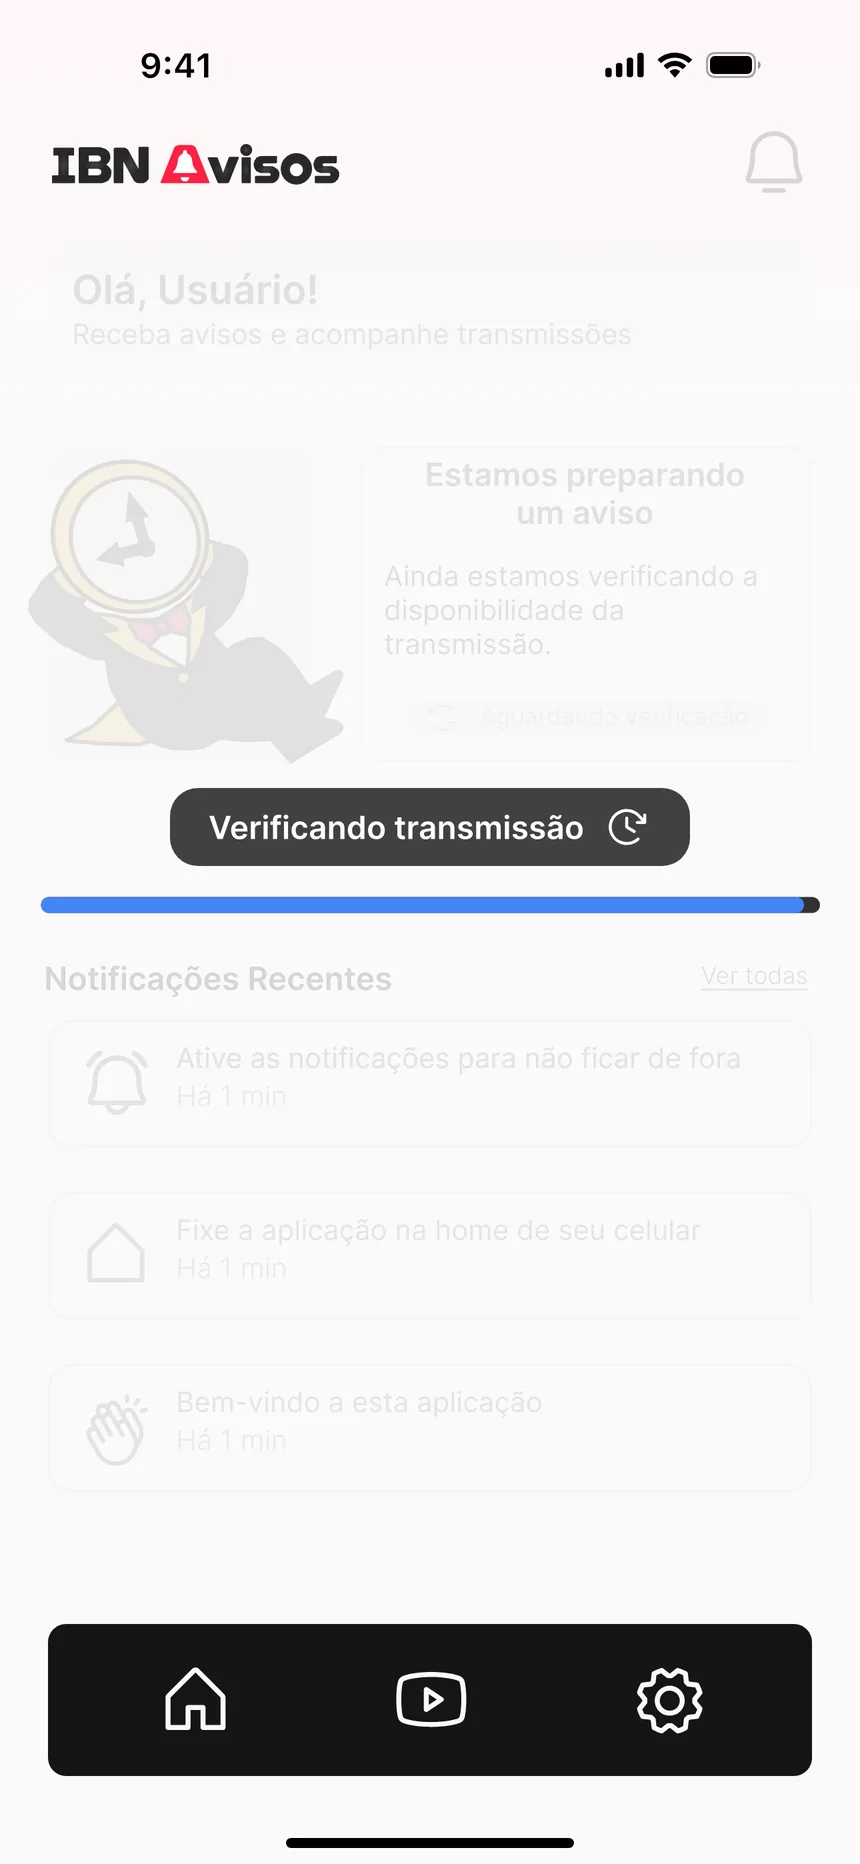 9:41
IBN Avisos
Olá, Usuário!
Receba avisos e acompanhe transmissões
Estamos preparando
um aviso
Ainda estamos verificando a
disponibilidade da
transmissão.
Aguardando verificação
Verificando transmissão
Notificações Recentes
Ver todas
Ative as notificações para não ficar de fora
Há 1 min
Fixe a aplicação na home de seu celular
Há 1 min
Bem-vindo a esta aplicação
Há 1 min